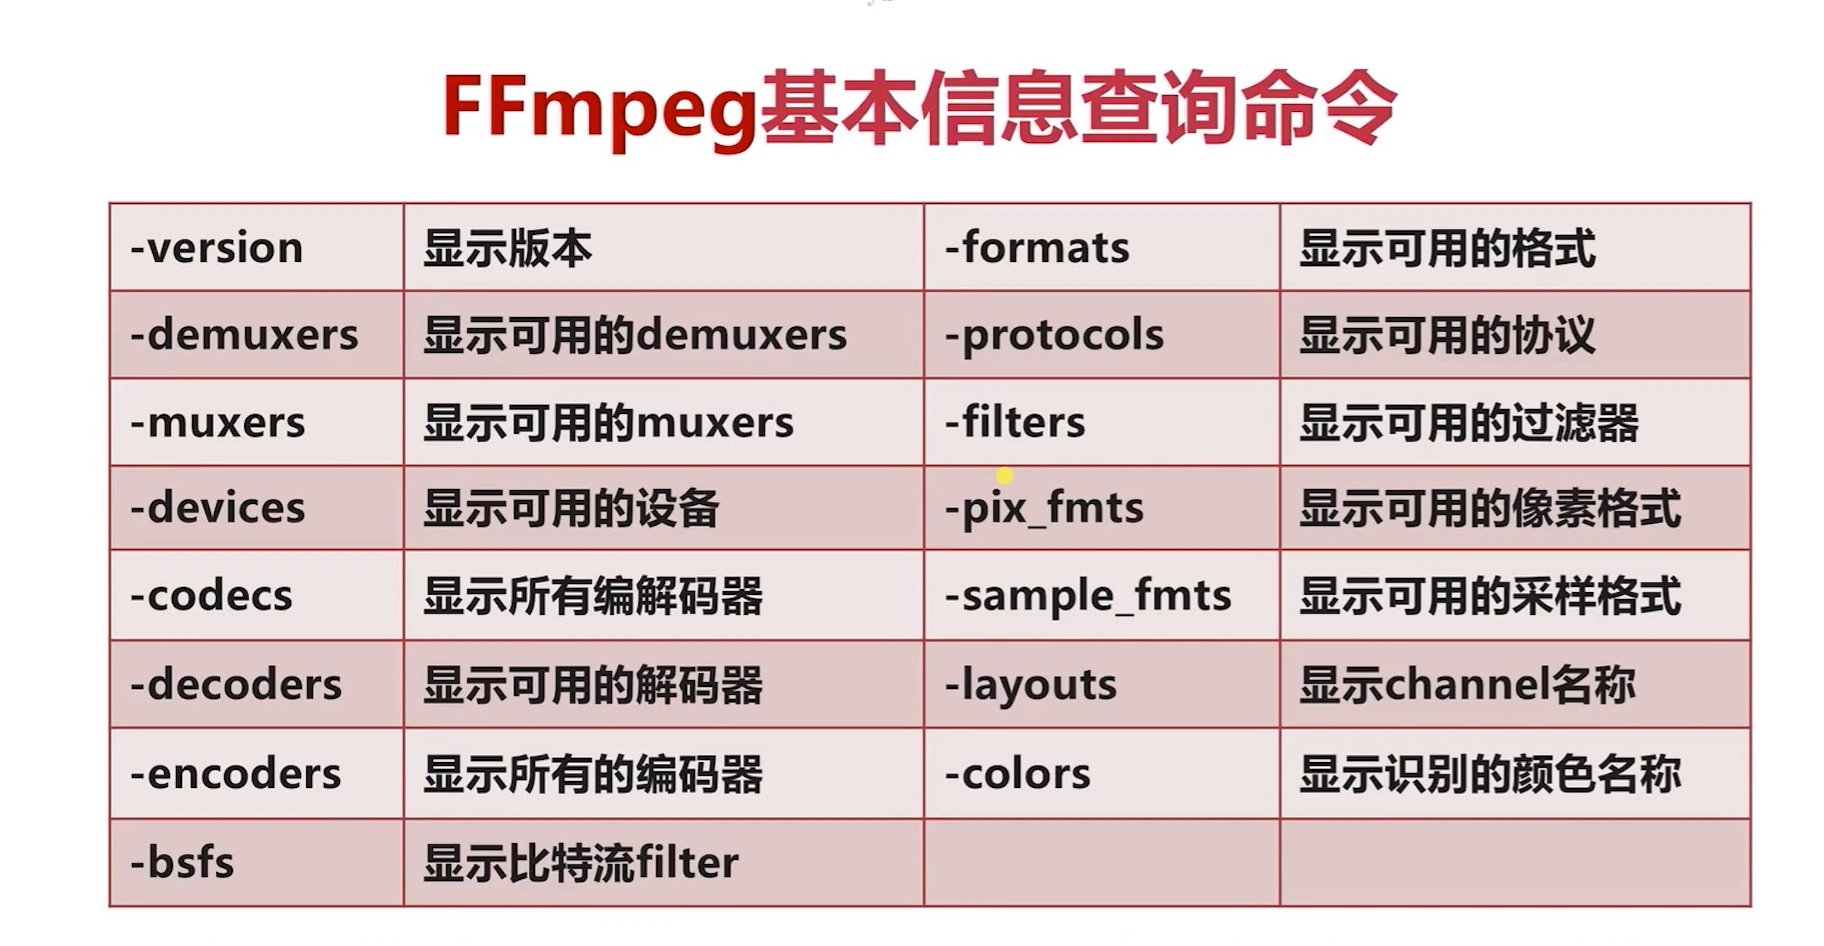 FFmpeg基本信息查询命令
-version 显示版本 -formats 显示可用的格式
-demuxers 显示可用的demuxers -protocols 显示可用的协议
-muxers 显示可用的muxers -filters 显示可用的过滤器
-devices 显示可用的设备 -pix_fmts 显示可用的像素格式
-codecs 显示所有编解码器 -sample_fmts 显示可用的采样格式
-decoders 显示可用的解码器 -layouts 显示channel名称
-encoders 显示所有的编码器 -colors 显示识别的颜色名称
-bsfs 显示比特流filter